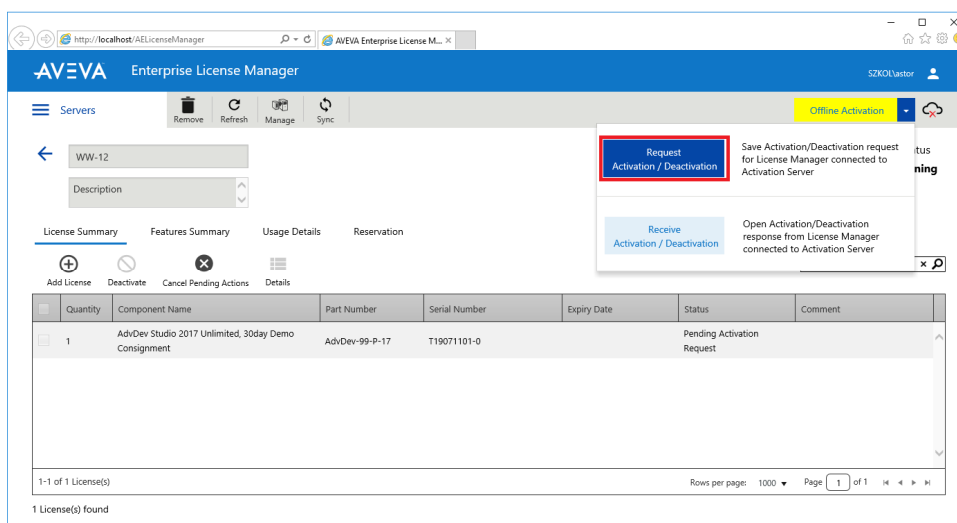 http://localhost/AELicenseManager
AVEVA Enterprise License M...
AVEVA Enterprise License Manager
SZKOL\astor
Servers
Remove Refresh Manage Sync
Offline Activation
WW-12
Description
Request
Activation / Deactivation
Save Activation/Deactivation request
for License Manager connected to
Activation Server
Receive
Activation / Deactivation
Open Activation/Deactivation
response from License Manager
connected to Activation Server
tus
ning
License Summary Features Summary Usage Details Reservation
Add License Deactivate Cancel Pending Actions Details
Quantity Component Name Part Number Serial Number Expiry Date Status Comment
1 AdvDev Studio 2017 Unlimited, 30day Demo Consignment AdvDev-99-P-17 T19071101-0 Pending Activation Request
1-1 of 1 License(s) Rows per page: 1000 Page 1 of 1
1 License(s) found